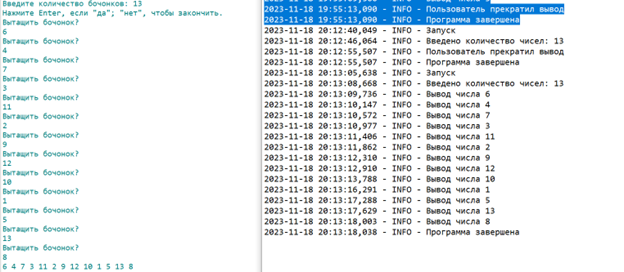 Введите количество бочонков: 13
Нажмите Enter, если "да"; "нет", чтобы закончить.
Вытащить бочонок?
6
Вытащить бочонок?
4
Вытащить бочонок?
7
Вытащить бочонок?
3
Вытащить бочонок?
11
Вытащить бочонок?
2
Вытащить бочонок?
9
Вытащить бочонок?
12
Вытащить бочонок?
10
Вытащить бочонок?
1
Вытащить бочонок?
5
Вытащить бочонок?
13
Вытащить бочонок?
8
6 4 7 3 11 2 9 12 10 1 5 13 8
2023-11-18 19:55:13,090 - INFO - Пользователь прекратил вывод
2023-11-18 19:55:13,090 - INFO - Программа завершена
2023-11-18 20:12:40,049 - INFO - Запуск
2023-11-18 20:12:46,064 - INFO - Введено количество чисел: 13
2023-11-18 20:12:55,507 - INFO - Пользователь прекратил вывод
2023-11-18 20:12:55,507 - INFO - Программа завершена
2023-11-18 20:13:05,638 - INFO - Запуск
2023-11-18 20:13:08,668 - INFO - Введено количество чисел: 13
2023-11-18 20:13:09,736 - INFO - Вывод числа 6
2023-11-18 20:13:10,147 - INFO - Вывод числа 4
2023-11-18 20:13:10,572 - INFO - Вывод числа 7
2023-11-18 20:13:10,977 - INFO - Вывод числа 3
2023-11-18 20:13:11,406 - INFO - Вывод числа 11
2023-11-18 20:13:11,862 - INFO - Вывод числа 2
2023-11-18 20:13:12,310 - INFO - Вывод числа 9
2023-11-18 20:13:12,910 - INFO - Вывод числа 12
2023-11-18 20:13:13,788 - INFO - Вывод числа 10
2023-11-18 20:13:16,291 - INFO - Вывод числа 1
2023-11-18 20:13:17,288 - INFO - Вывод числа 5
2023-11-18 20:13:17,629 - INFO - Вывод числа 13
2023-11-18 20:13:18,003 - INFO - Вывод числа 8
2023-11-18 20:13:18,038 - INFO - Программа завершена